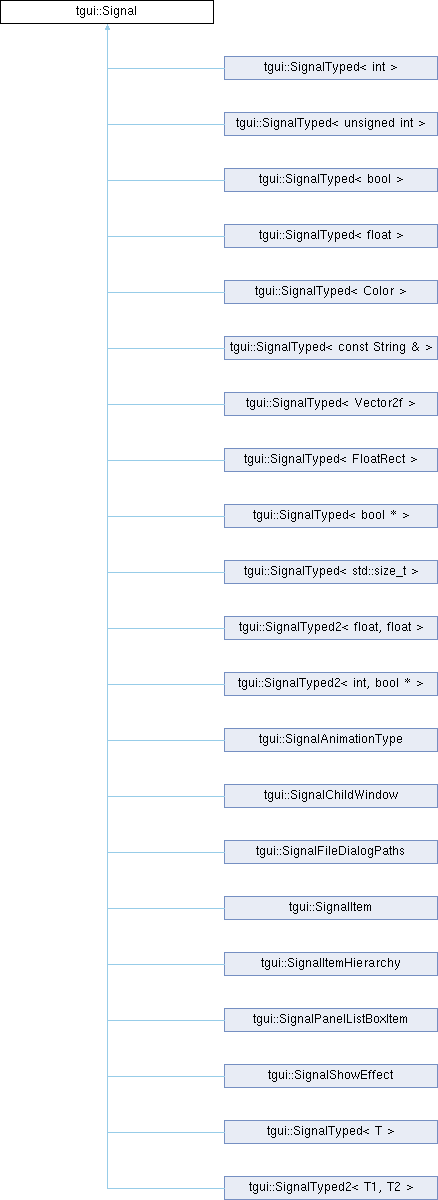 tgui::Signal
tgui::SignalTyped< int >
tgui::SignalTyped< unsigned int >
tgui::SignalTyped< bool >
tgui::SignalTyped< float >
tgui::SignalTyped< Color >
tgui::SignalTyped< const String & >
tgui::SignalTyped< Vector2f >
tgui::SignalTyped< FloatRect >
tgui::SignalTyped< bool * >
tgui::SignalTyped< std::size_t >
tgui::SignalTyped2< float, float >
tgui::SignalTyped2< int, bool * >
tgui::SignalAnimationType
tgui::SignalChildWindow
tgui::SignalFileDialogPaths
tgui::SignalItem
tgui::SignalItemHierarchy
tgui::SignalPanelListBoxItem
tgui::SignalShowEffect
tgui::SignalTyped< T >
tgui::SignalTyped2< T1, T2 >